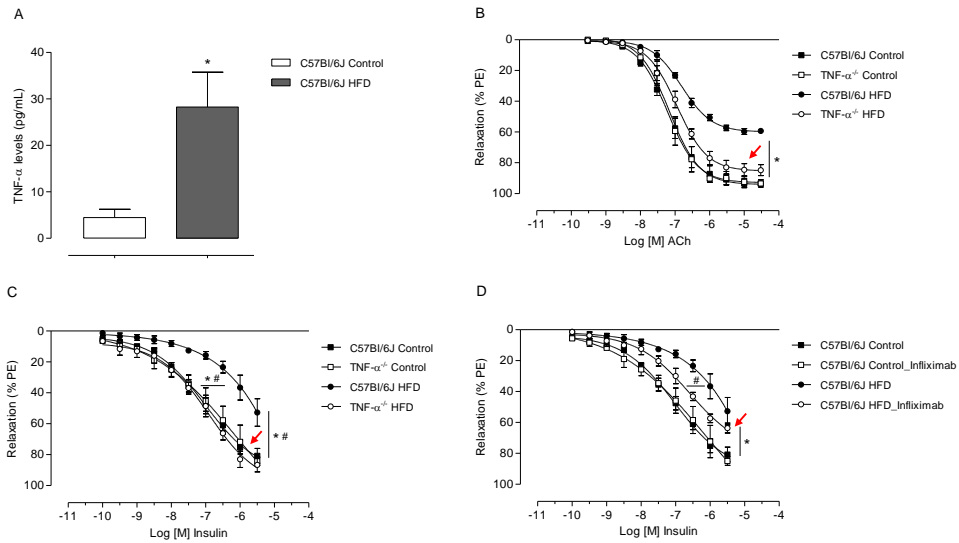 A
TNF-α levels (pg/mL)
40
30
20
10
0
*
C57Bl/6J Control
C57Bl/6J HFD
B
Relaxation (% PE)
0
20
40
60
80
100
-11 -10 -9 -8 -7 -6 -5 -4
Log [M] ACh
*
C57Bl/6J Control
TNF-α-/- Control
C57Bl/6J HFD
TNF-α-/- HFD
C
Relaxation (% PE)
0
20
40
60
80
100
-11 -10 -9 -8 -7 -6 -5 -4 -3
Log [M] Insulin
* #
* #
C57Bl/6J Control
TNF-α-/- Control
C57Bl/6J HFD
TNF-α-/- HFD
D
Relaxation (% PE)
0
20
40
60
80
100
-11 -10 -9 -8 -7 -6 -5 -4 -3
Log [M] Insulin
#
*
C57Bl/6J Control
C57Bl/6J Control_Infliximab
C57Bl/6J HFD
C57Bl/6J HFD_Infliximab